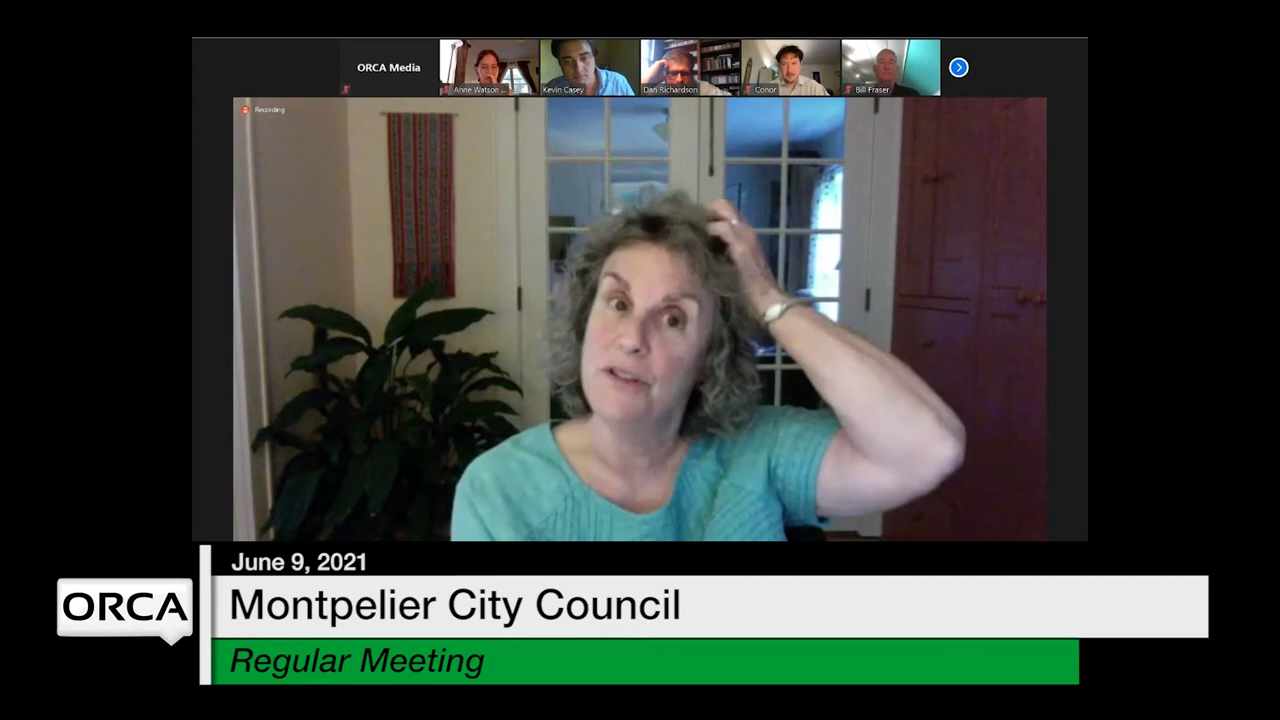 ORCA Media
Anne Watson ...
Kevin Casey
Dan Richardson
Conor
Bill Fraser
Recording
June 9, 2021
ORCA
Montpelier City Council
Regular Meeting